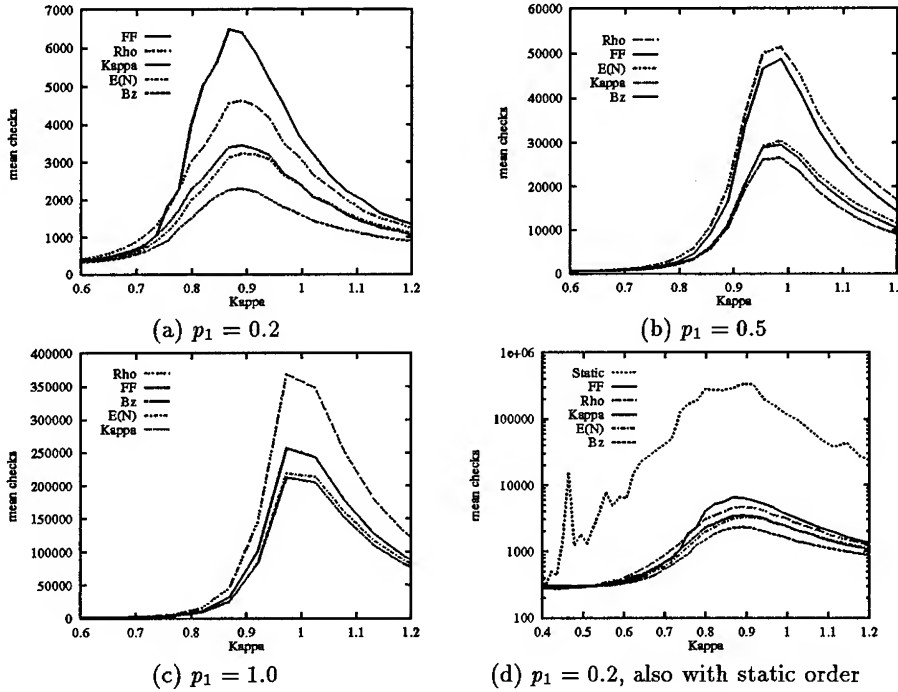 7000
6000
5000
4000
3000
2000
1000
0
mean checks
FF
Rho
Kappa
E(N)
Bz
0.6 0.7 0.8 0.9 1 1.1 1.2
Kappa
(a) p₁ = 0.2
60000
50000
40000
30000
20000
10000
0
mean checks
Rho
FF
E(N)
Kappa
Bz
0.6 0.7 0.8 0.9 1 1.1 1.2
Kappa
(b) p₁ = 0.5
400000
350000
300000
250000
200000
150000
100000
50000
0
mean checks
Rho
FF
Bz
E(N)
Kappa
0.6 0.7 0.8 0.9 1 1.1 1.2
Kappa
(c) p₁ = 1.0
1e+06
100000
10000
1000
100
mean checks
Static
FF
Rho
Kappa
E(N)
Bz
0.4 0.5 0.6 0.7 0.8 0.9 1 1.1 1.2
Kappa
(d) p₁ = 0.2, also with static order